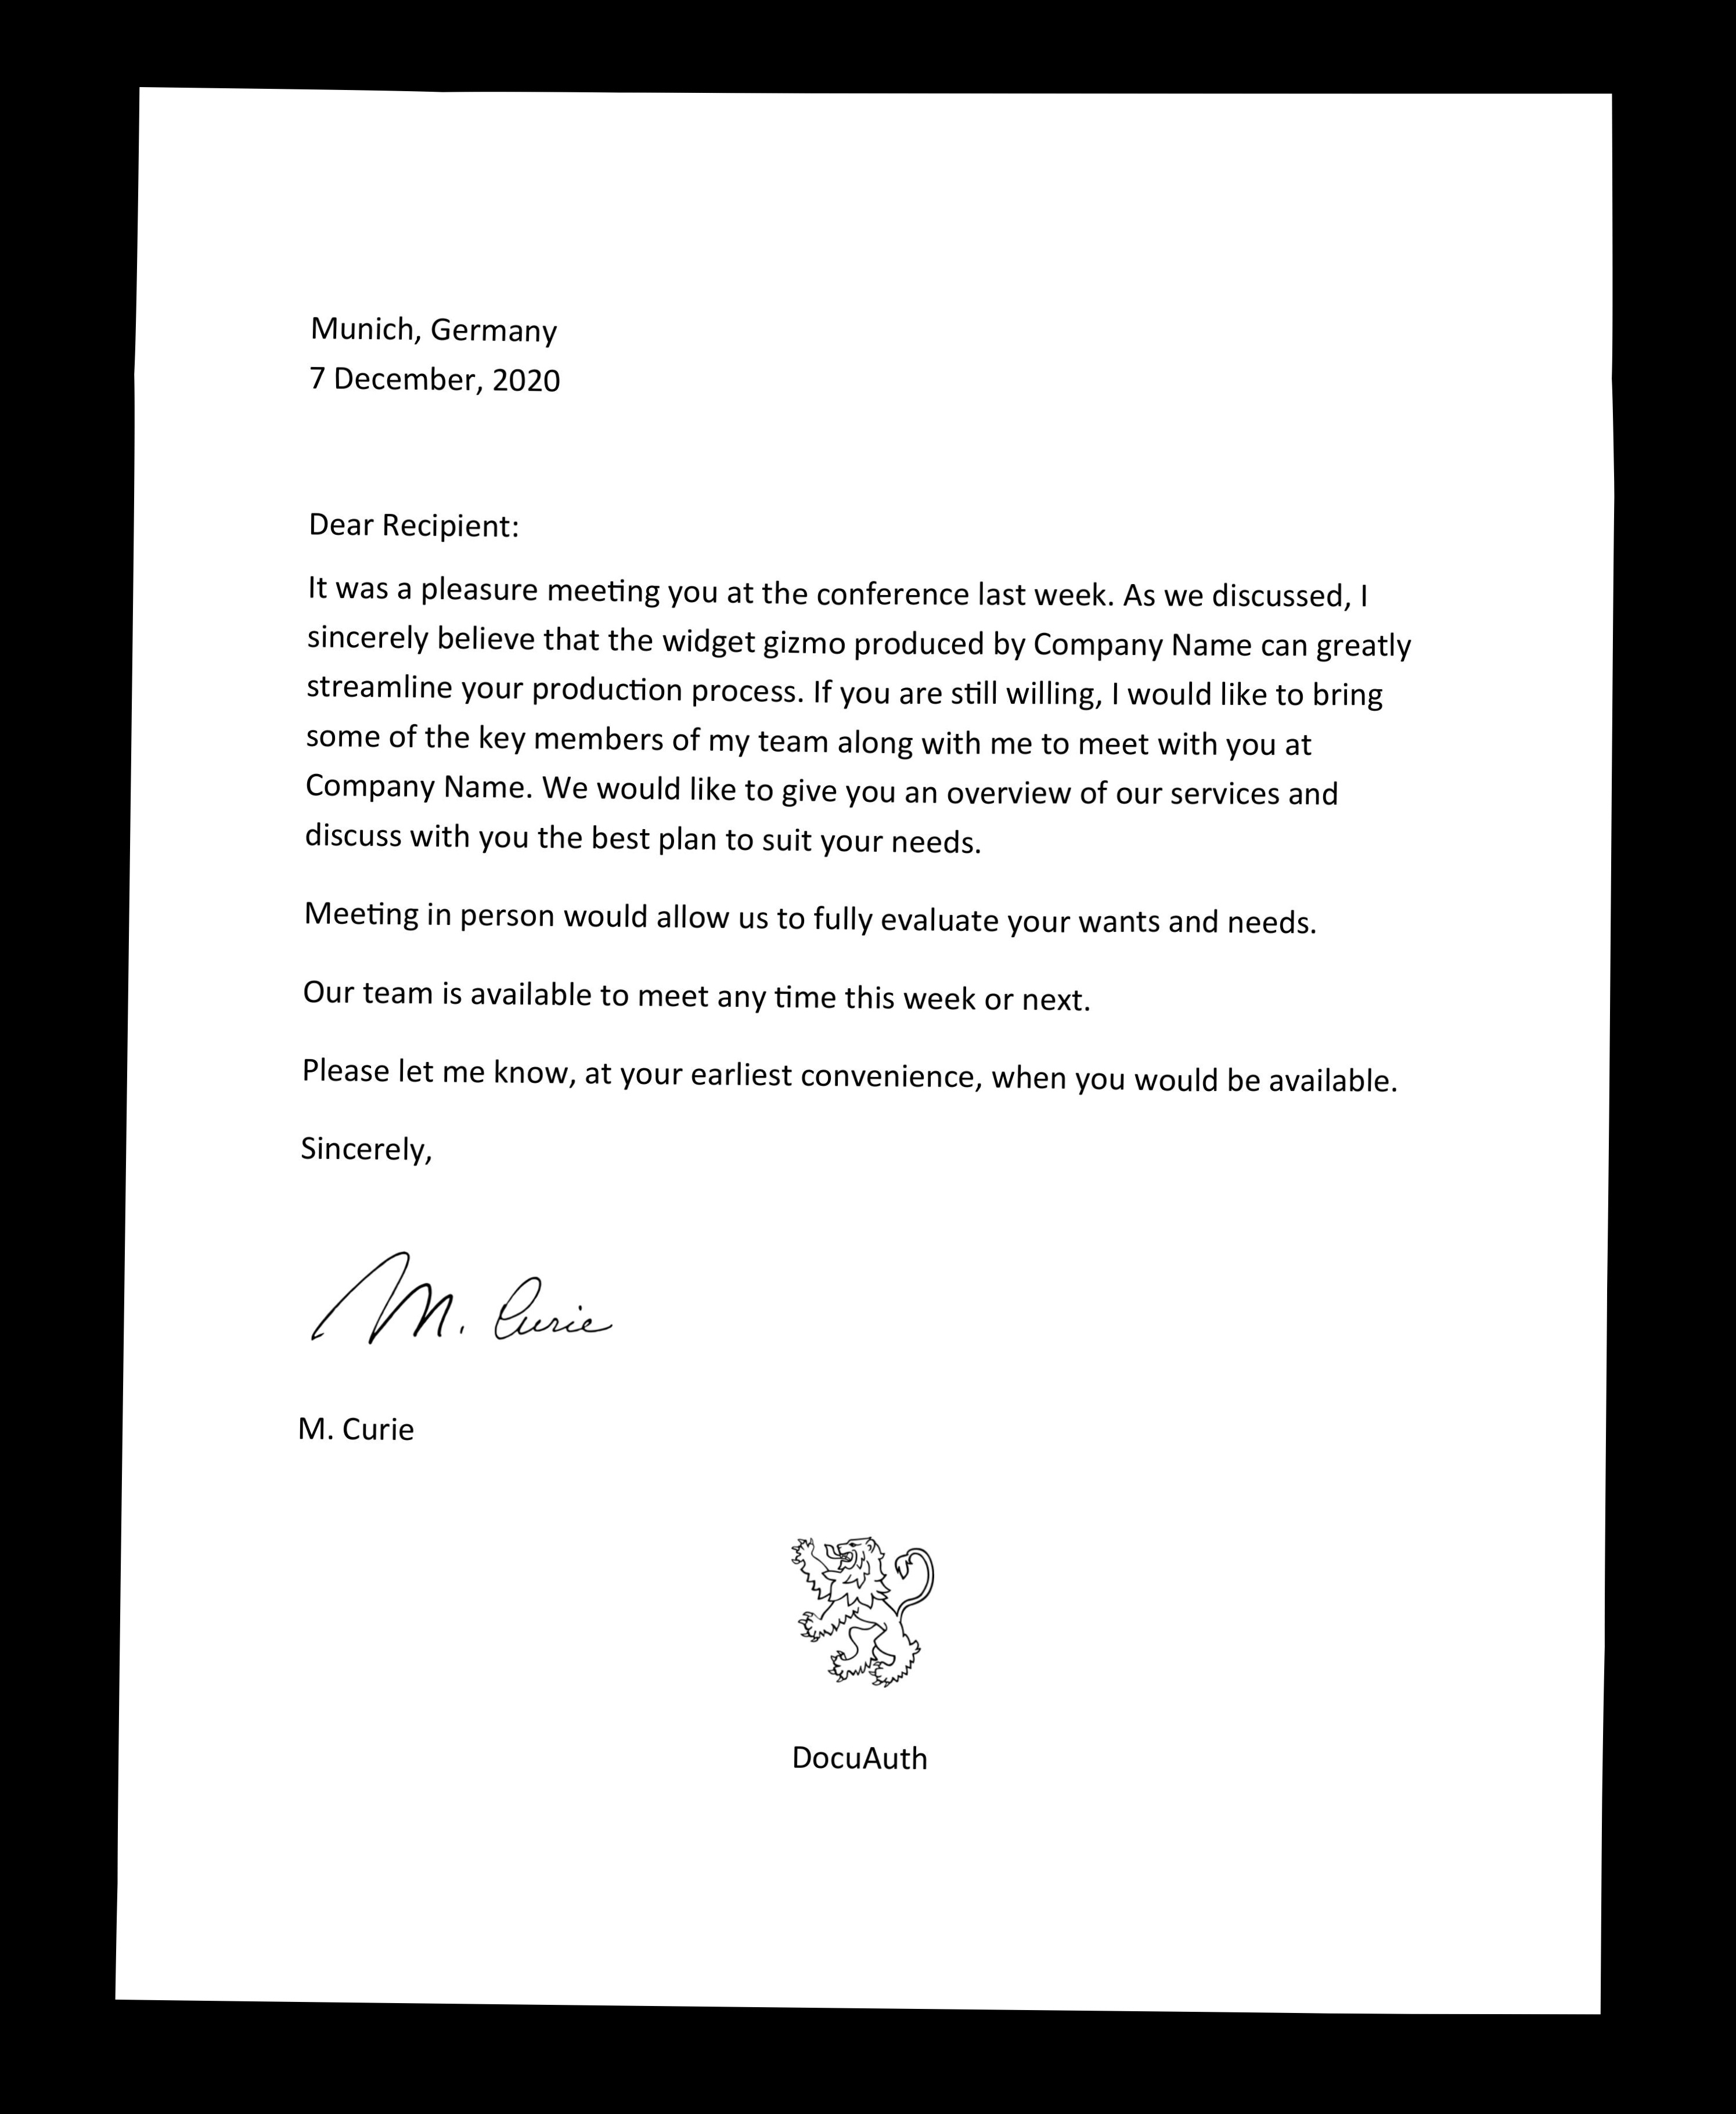 Munich, Germany
7 December, 2020
Dear Recipient:
It was a pleasure meeting you at the conference last week. As we discussed, I
sincerely believe that the widget gizmo produced by Company Name can greatly
streamline your production process. If you are still willing, I would like to bring
some of the key members of my team along with me to meet with you at
Company Name. We would like to give you an overview of our services and
discuss with you the best plan to suit your needs.
Meeting in person would allow us to fully evaluate your wants and needs.
Our team is available to meet any time this week or next.
Please let me know, at your earliest convenience, when you would be available.
Sincerely,
M. Curie
M. Curie
DocuAuth